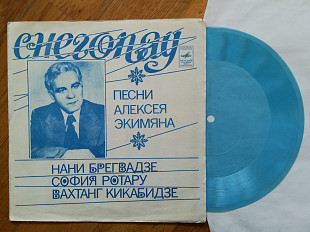 снегопад
ПЕСНИ
АЛЕКСЕЯ
ЭКИМЯНА
НАНИ БРЕГВАДЗЕ
СОФИЯ РОТАРУ
ВАХТАНГ КИКАБИДЗЕ